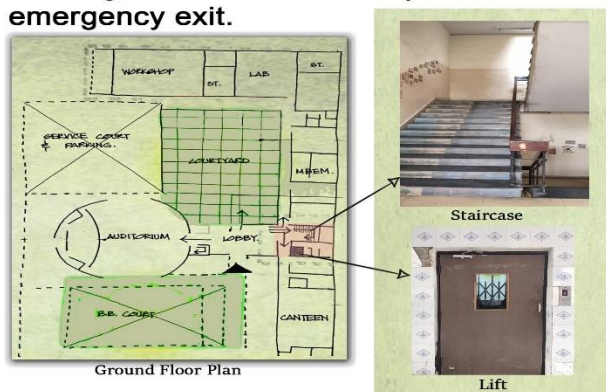 emergency exit.
WORKSHOP
ST.
LAB
ST.
SERVICE COURT
& PARKING.
COURTYARD
M.B.E.M.
AUDITORIUM
LOBBY
B.B. COURT
CANTEEN
Ground Floor Plan
Staircase
Lift